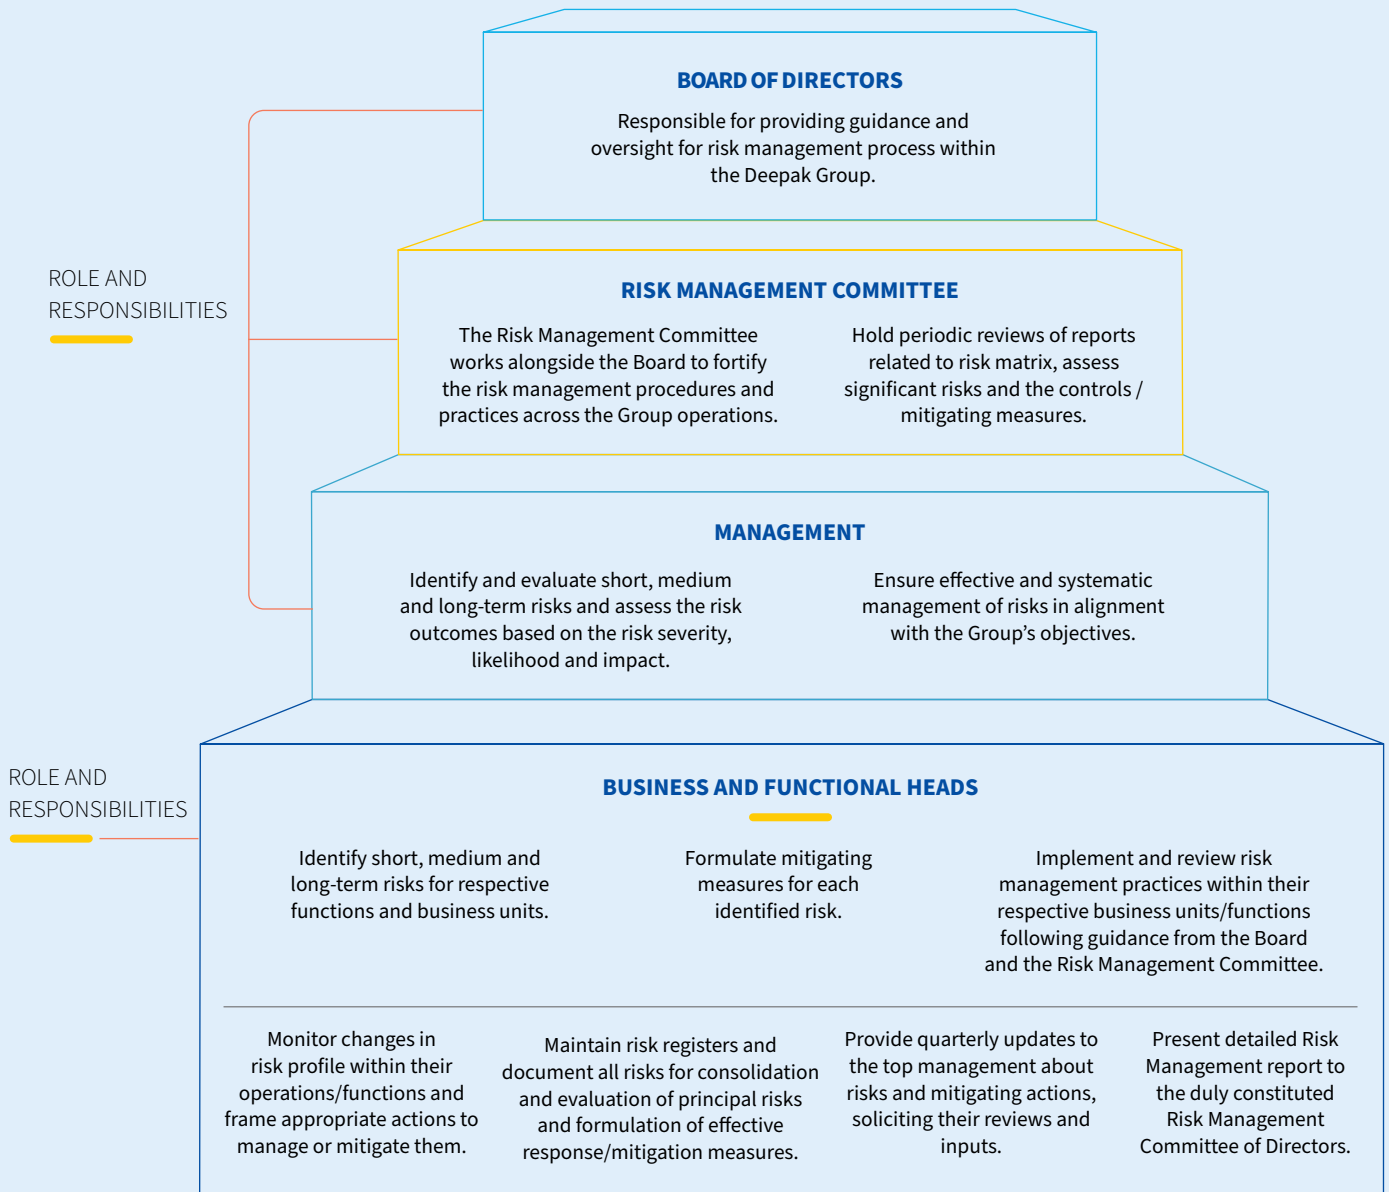 BOARD OF DIRECTORS
Responsible for providing guidance and
oversight for risk management process within
the Deepak Group.
ROLE AND
RESPONSIBILITIES
RISK MANAGEMENT COMMITTEE
The Risk Management Committee
works alongside the Board to fortify
the risk management procedures and
practices across the Group operations.
Hold periodic reviews of reports
related to risk matrix, assess
significant risks and the controls /
mitigating measures.
MANAGEMENT
Identify and evaluate short, medium
and long-term risks and assess the risk
outcomes based on the risk severity,
likelihood and impact.
Ensure effective and systematic
management of risks in alignment
with the Group’s objectives.
ROLE AND
RESPONSIBILITIES
BUSINESS AND FUNCTIONAL HEADS
Identify short, medium and
long-term risks for respective
functions and business units.
Formulate mitigating
measures for each
identified risk.
Implement and review risk
management practices within their
respective business units/functions
following guidance from the Board
and the Risk Management Committee.
Monitor changes in
risk profile within their
operations/functions and
frame appropriate actions to
manage or mitigate them.
Maintain risk registers and
document all risks for consolidation
and evaluation of principal risks
and formulation of effective
response/mitigation measures.
Provide quarterly updates to
the top management about
risks and mitigating actions,
soliciting their reviews and
inputs.
Present detailed Risk
Management report to
the duly constituted
Risk Management
Committee of Directors.